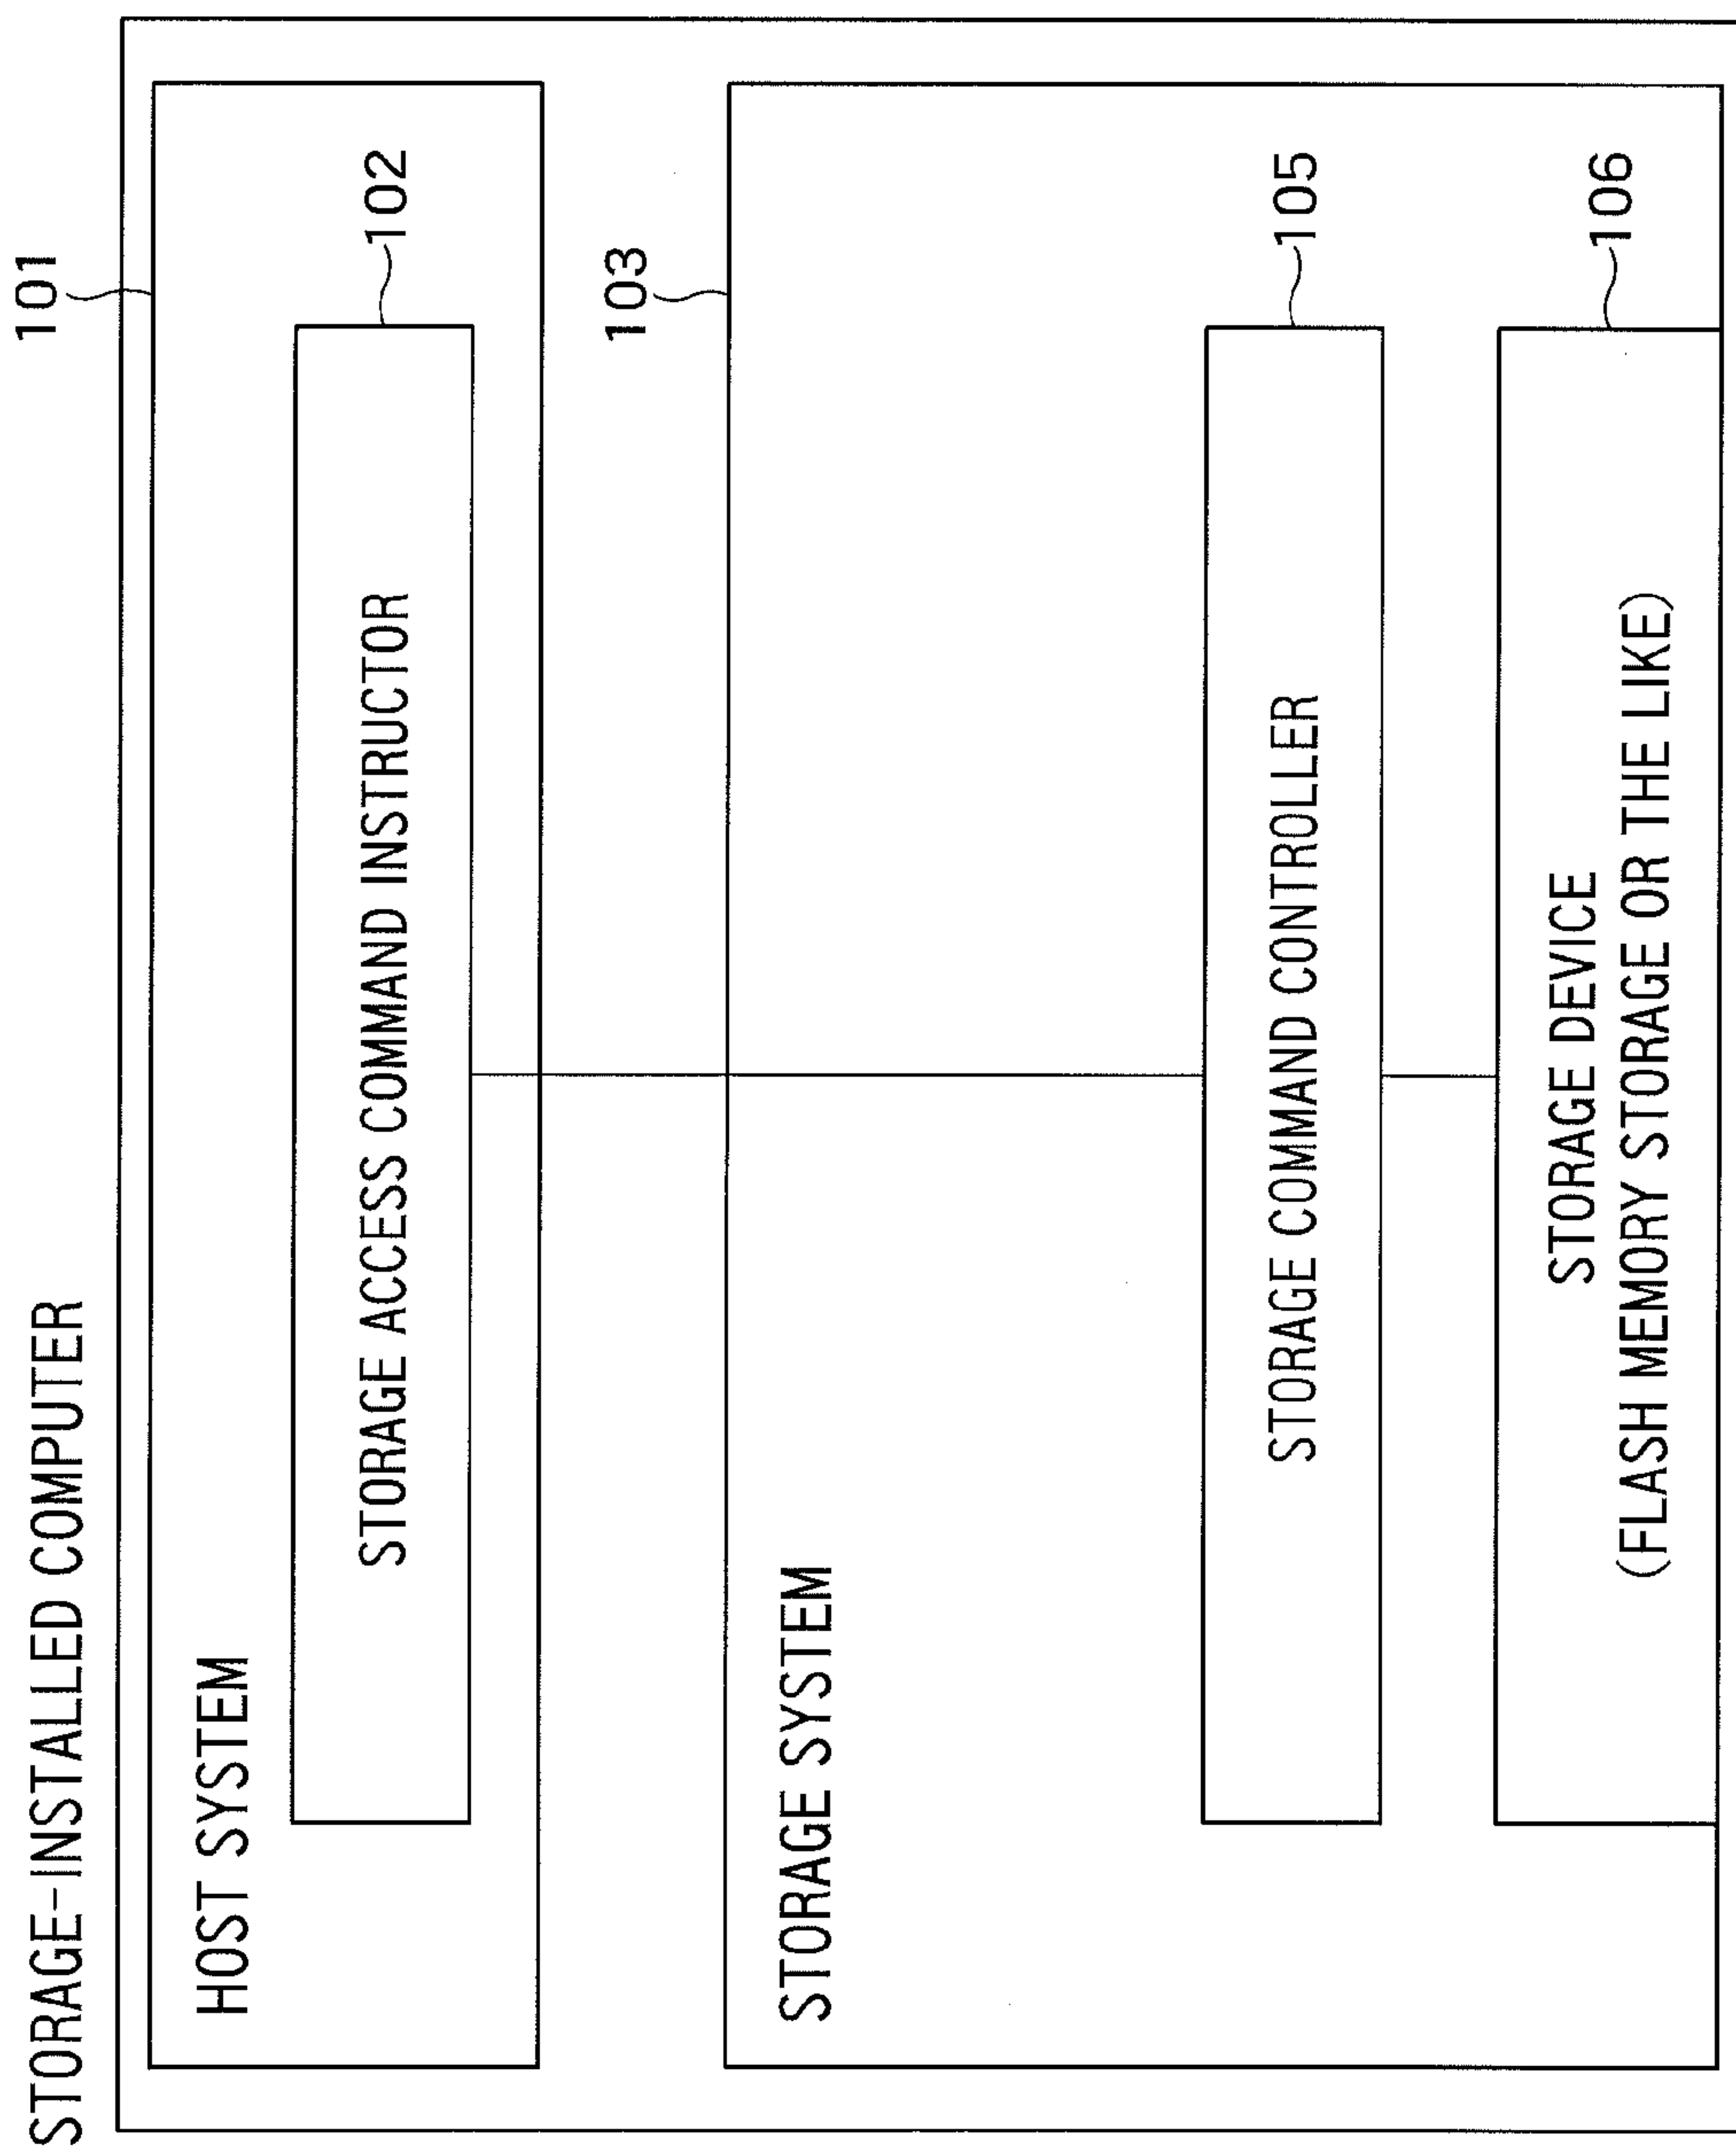 STORAGE-INSTALLED COMPUTER
101
HOST SYSTEM
102
STORAGE ACCESS COMMAND INSTRUCTOR
103
STORAGE SYSTEM
105
STORAGE COMMAND CONTROLLER
106
STORAGE DEVICE
(FLASH MEMORY STORAGE OR THE LIKE)